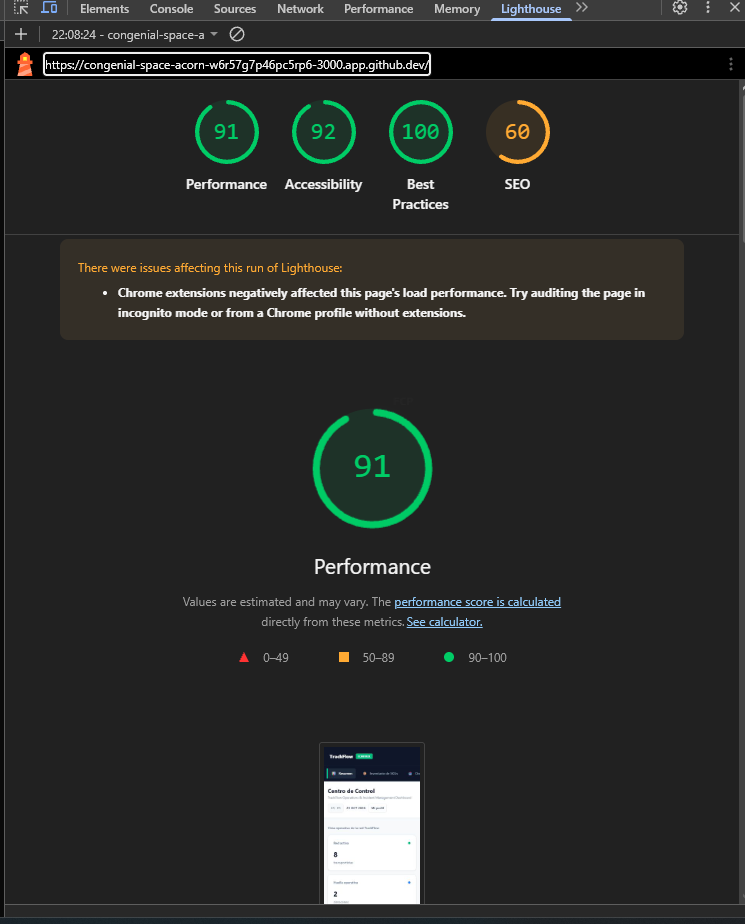 Elements Console Sources Network Performance Memory Lighthouse
22:08:24 - congenial-space-a
https://congenial-space-acorn-w6r57g7p46pc5rp6-3000.app.github.dev/
91 92 100 60
Performance Accessibility Best Practices SEO
There were issues affecting this run of Lighthouse:
• Chrome extensions negatively affected this page's load performance. Try auditing the page in
incognito mode or from a Chrome profile without extensions.
91
Performance
Values are estimated and may vary. The performance score is calculated
directly from these metrics. See calculator.
0–49 50–89 90–100
TrackFlow
Centro de Control
8
2